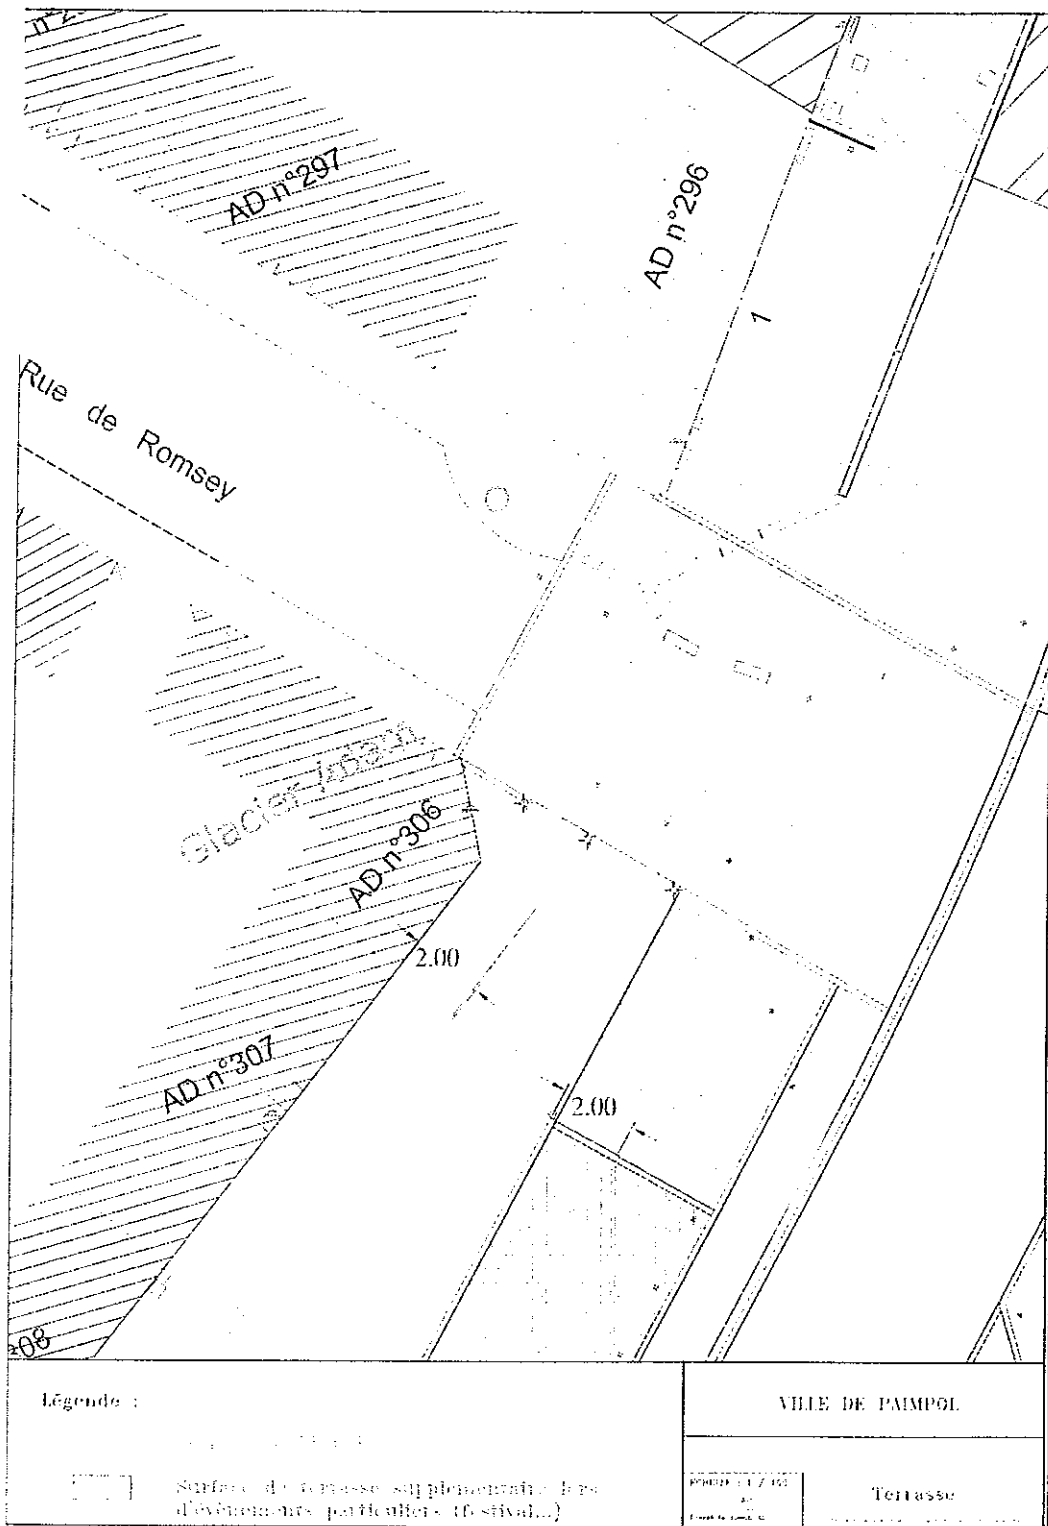 AD n°297
AD n°296
1
Rue de Romsey
Glacier
AD n°306
2.00
AD n°307
2.00
Légende :
VILLE DE PAIMPOL
Surface de terrasse supplémentaire lors
d'événements particuliers (festival...)
Terrasse